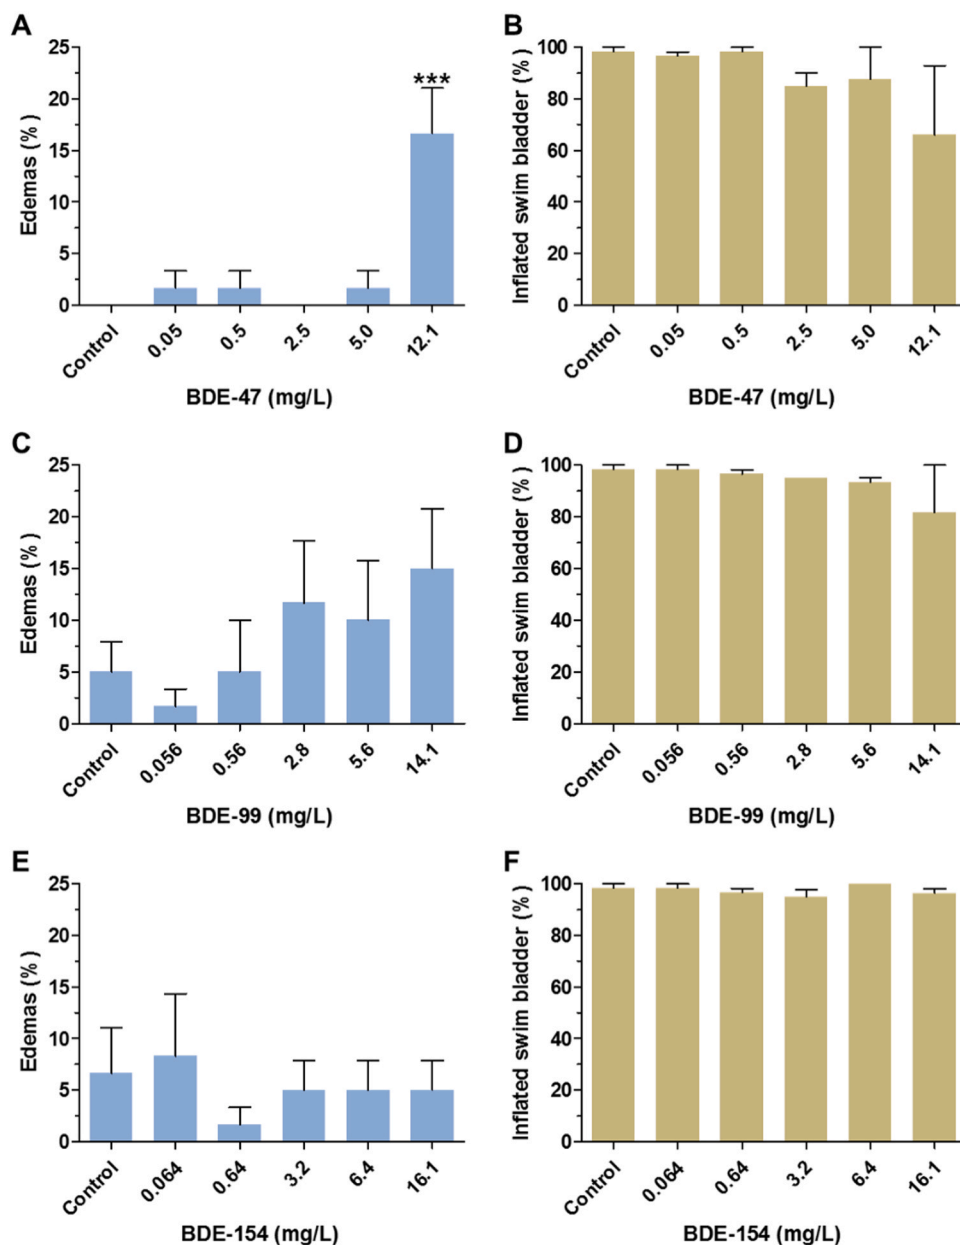 A
Edemas (%)
25
20
15
10
5
0
***
Control
0.05
0.5
2.5
5.0
12.1
BDE-47 (mg/L)
B
Inflated swim bladder (%)
100
80
60
40
20
0
Control
0.05
0.5
2.5
5.0
12.1
BDE-47 (mg/L)
C
Edemas (%)
25
20
15
10
5
0
Control
0.056
0.56
2.8
5.6
14.1
BDE-99 (mg/L)
D
Inflated swim bladder (%)
100
80
60
40
20
0
Control
0.056
0.56
2.8
5.6
14.1
BDE-99 (mg/L)
E
Edemas (%)
25
20
15
10
5
0
Control
0.064
0.64
3.2
6.4
16.1
BDE-154 (mg/L)
F
Inflated swim bladder (%)
100
80
60
40
20
0
Control
0.064
0.64
3.2
6.4
16.1
BDE-154 (mg/L)